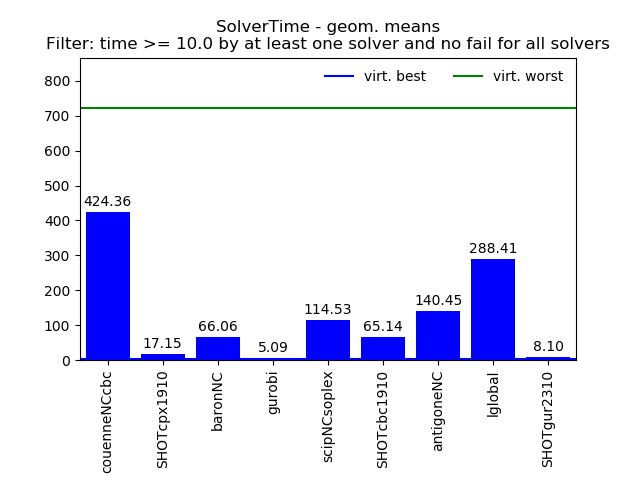 SolverTime - geom. means
Filter: time >= 10.0 by at least one solver and no fail for all solvers
virt. best
virt. worst
800
700
600
500
400
300
200
100
0
424.36
17.15
66.06
5.09
114.53
65.14
140.45
288.41
8.10
couenneNCcbc
SHOTcpx1910
baronNC
gurobi
scipNCsoplex
SHOTcbc1910
antigoneNC
lglobal
SHOTgur2310